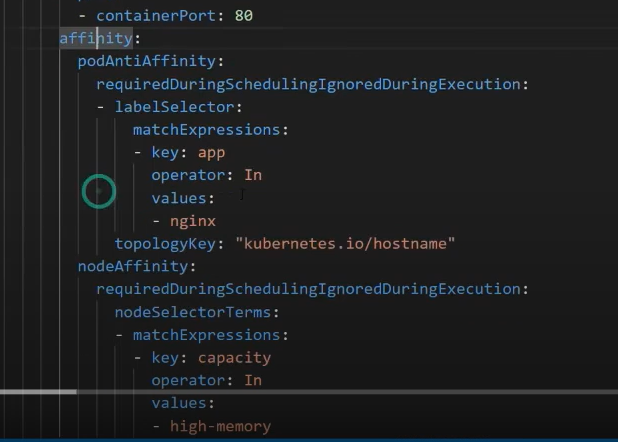 - containerPort: 80
affinity:
podAntiAffinity:
requiredDuringSchedulingIgnoredDuringExecution:
- labelSelector:
matchExpressions:
- key: app
operator: In
values:
- nginx
topologyKey: "kubernetes.io/hostname"
nodeAffinity:
requiredDuringSchedulingIgnoredDuringExecution:
nodeSelectorTerms:
- matchExpressions:
- key: capacity
operator: In
values:
- high-memory